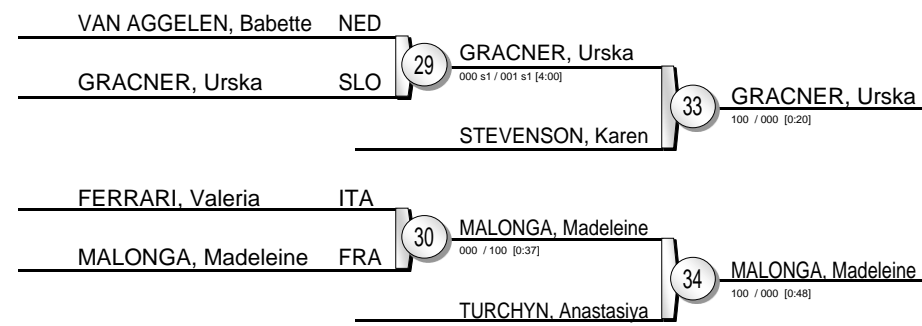 VAN AGGELEN, Babette NED
GRACNER, Urska SLO
29
GRACNER, Urska
000 s1 / 001 s1 [4:00]
STEVENSON, Karen
33
GRACNER, Urska
100 / 000 [0:20]
FERRARI, Valeria ITA
MALONGA, Madeleine FRA
30
MALONGA, Madeleine
000 / 100 [0:37]
TURCHYN, Anastasiya
34
MALONGA, Madeleine
100 / 000 [0:48]